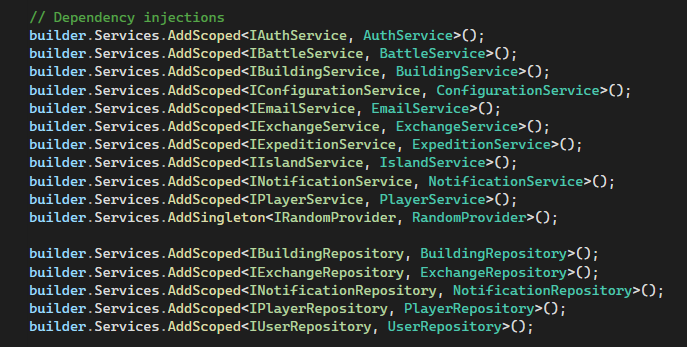 // Dependency injections
builder.Services.AddScoped<IAuthService, AuthService>();
builder.Services.AddScoped<IBattleService, BattleService>();
builder.Services.AddScoped<IBuildingService, BuildingService>();
builder.Services.AddScoped<IConfigurationService, ConfigurationService>();
builder.Services.AddScoped<IEmailService, EmailService>();
builder.Services.AddScoped<IExchangeService, ExchangeService>();
builder.Services.AddScoped<IExpeditionService, ExpeditionService>();
builder.Services.AddScoped<IIslandService, IslandService>();
builder.Services.AddScoped<INotificationService, NotificationService>();
builder.Services.AddScoped<IPlayerService, PlayerService>();
builder.Services.AddSingleton<IRandomProvider, RandomProvider>();
builder.Services.AddScoped<IBuildingRepository, BuildingRepository>();
builder.Services.AddScoped<IExchangeRepository, ExchangeRepository>();
builder.Services.AddScoped<INotificationRepository, NotificationRepository>();
builder.Services.AddScoped<IPlayerRepository, PlayerRepository>();
builder.Services.AddScoped<IUserRepository, UserRepository>();